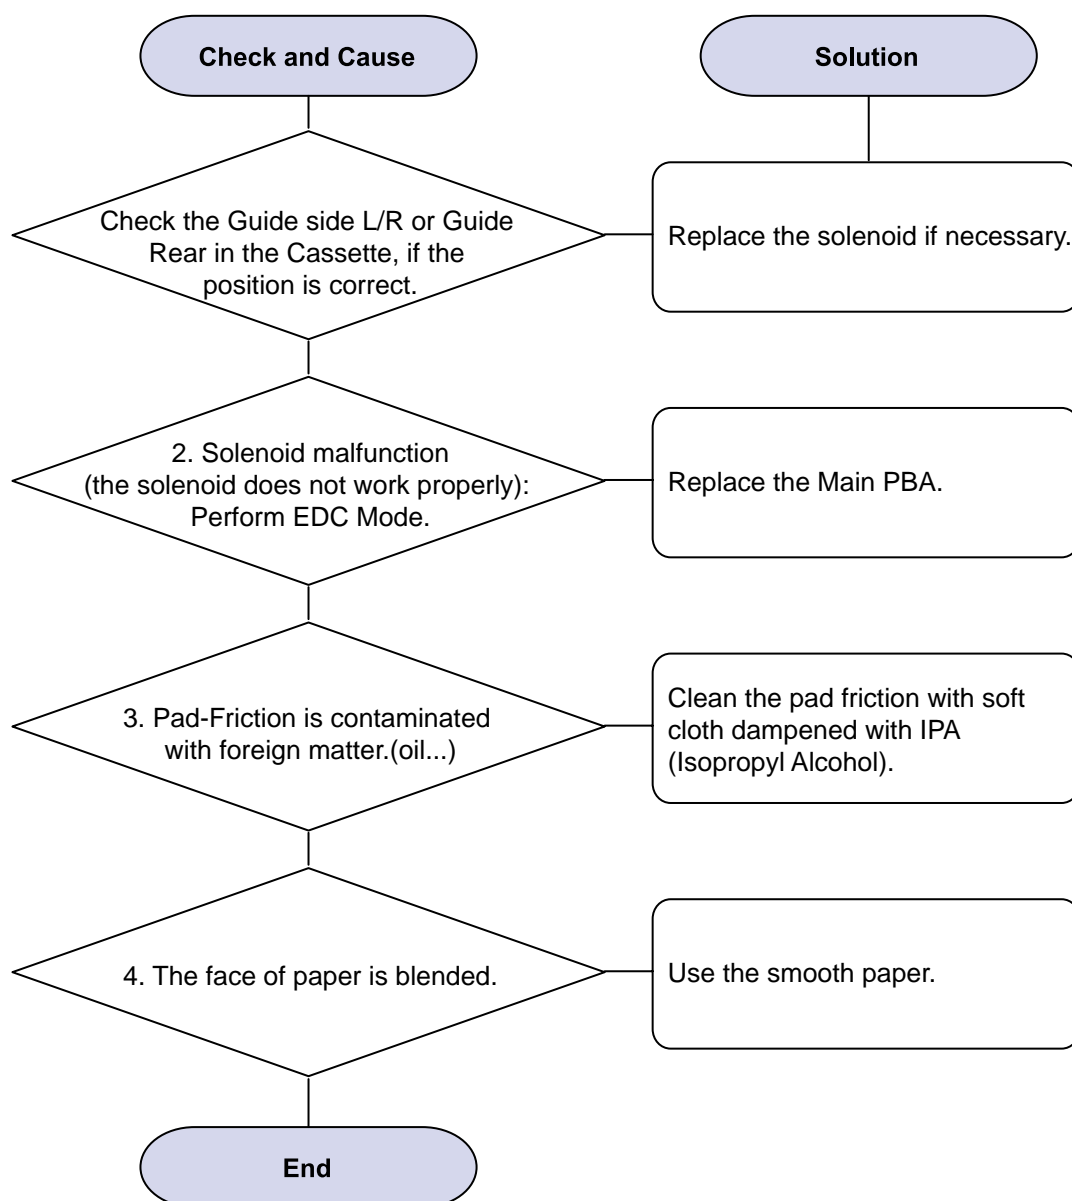 Check and Cause
Solution
Check the Guide side L/R or Guide
Rear in the Cassette, if the
position is correct.
Replace the solenoid if necessary.
2. Solenoid malfunction
(the solenoid does not work properly):
Perform EDC Mode.
Replace the Main PBA.
3. Pad-Friction is contaminated
with foreign matter.(oil...)
Clean the pad friction with soft
cloth dampened with IPA
(Isopropyl Alcohol).
4. The face of paper is blended.
Use the smooth paper.
End